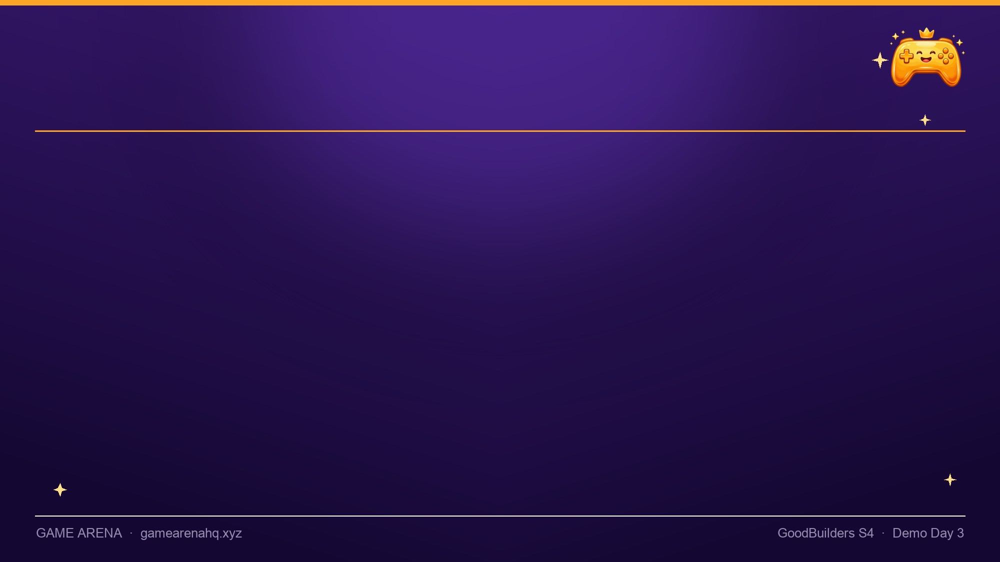 GAME ARENA · gamearenahq.xyz
GoodBuilders S4 · Demo Day 3